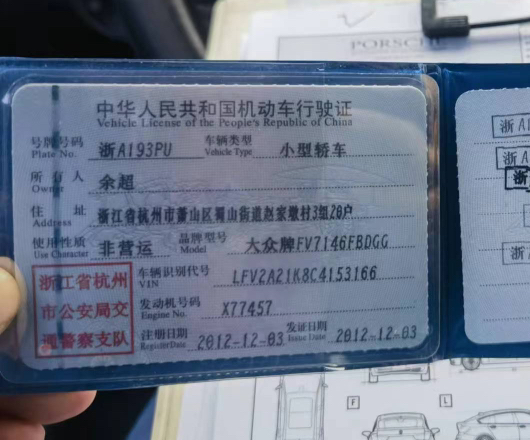 PORSCHE
中华人民共和国机动车行驶证
Vehicle License of the People's Republic of China
号牌号码 浙A193PU 车辆类型 小型轿车
Plate No. Vehicle Type
所有人 余超
Owner
住址 浙江省杭州市萧山区蜀山街道赵家墩村3组28户
Address
使用性质 非营运 品牌型号 大众牌FV7146FBDGG
Use Character Model
浙江省杭州
市公安局交
通警察支队
车辆识别代号 LFV2A21K8C4153166
VIN
发动机号码 X77457
Engine No.
注册日期 2012-12-03 发证日期 2012-12-03
Register Date Issue Date
浙A
浙A
浙
F L